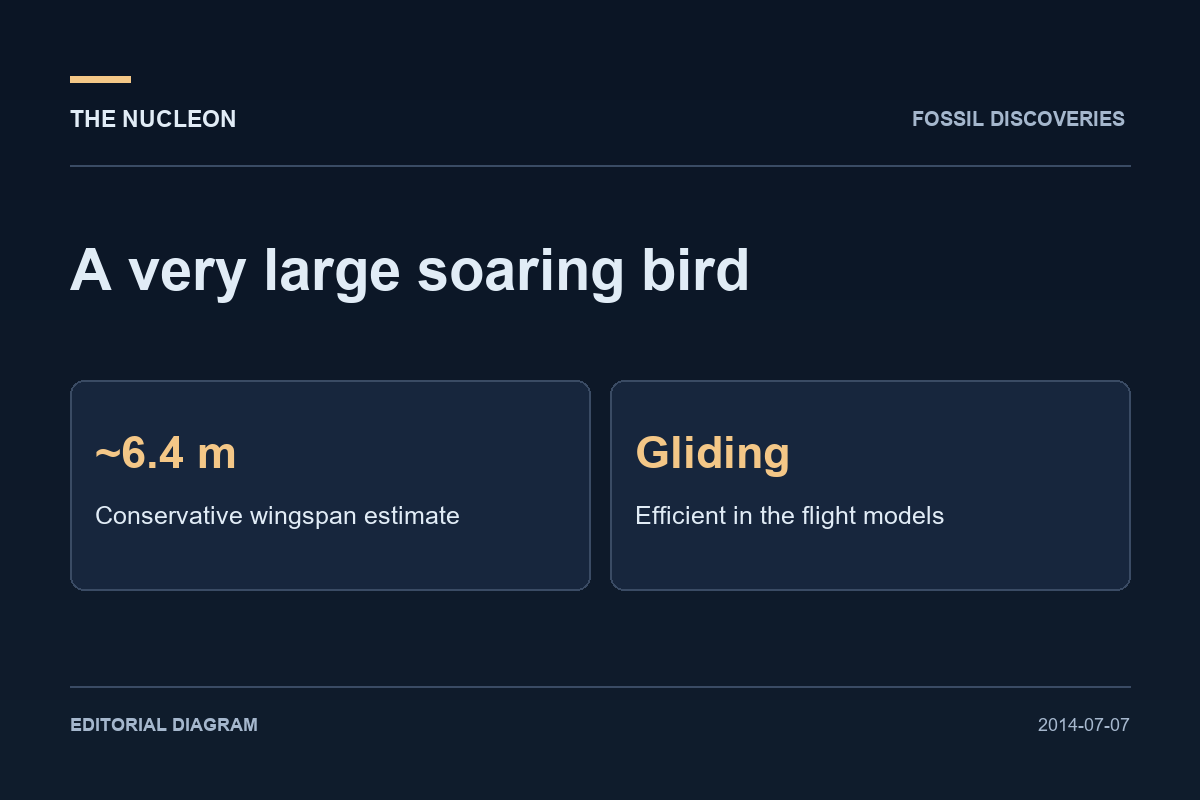 THE NUCLEON
FOSSIL DISCOVERIES
A very large soaring bird
~6.4 m
Conservative wingspan estimate
Gliding
Efficient in the flight models
EDITORIAL DIAGRAM
2014-07-07